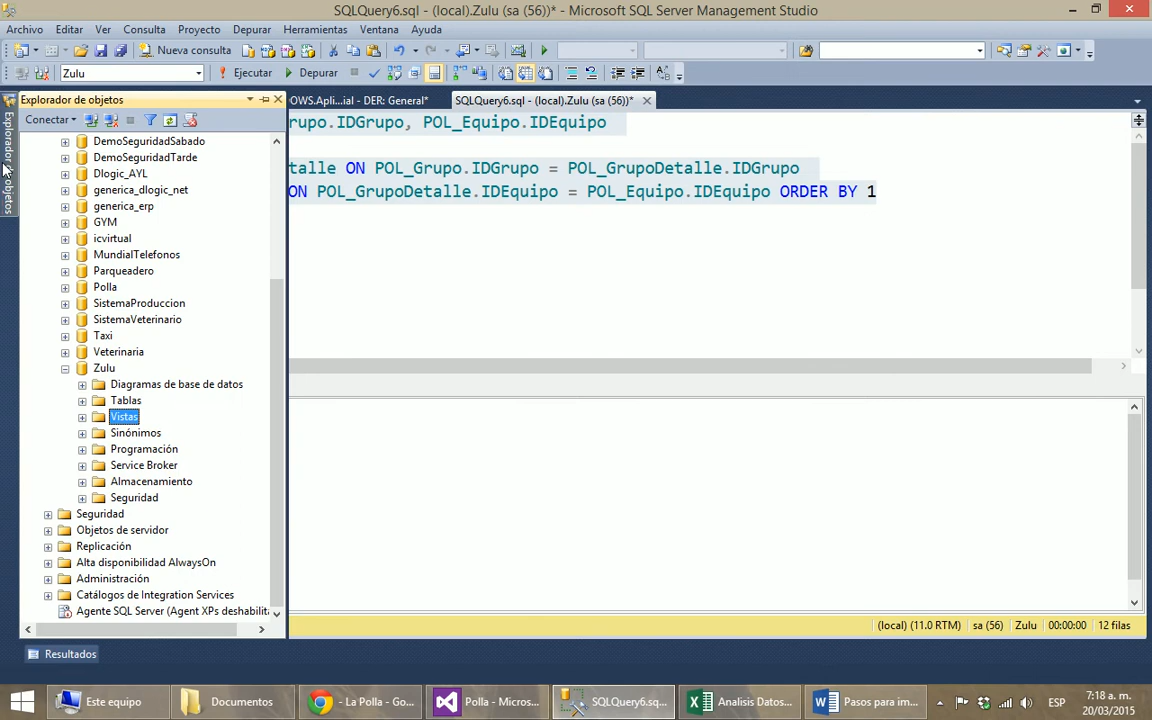 SQLQuery6.sql - (local).Zulu (sa (56))* - Microsoft SQL Server Management Studio
Archivo Editar Ver Consulta Proyecto Depurar Herramientas Ventana Ayuda
Nueva consulta
Zulu Ejecutar Depurar
Explorador de objetos
Explorador de objetos
OWS.Apli...ial - DER: General* SQLQuery6.sql - (local).Zulu (sa (56))*
Conectar
rupo.IDGrupo, POL_Equipo.IDEquipo
talle ON POL_Grupo.IDGrupo = POL_GrupoDetalle.IDGrupo
ON POL_GrupoDetalle.IDEquipo = POL_Equipo.IDEquipo ORDER BY 1
DemoSeguridadSabado
DemoSeguridadTarde
Dlogic_AYL
generica_dlogic_net
generica_erp
GYM
icvirtual
MundialTelefonos
Parqueadero
Polla
SistemaProduccion
SistemaVeterinario
Taxi
Veterinaria
Zulu
Diagramas de base de datos
Tablas
Vistas
Sinónimos
Programación
Service Broker
Almacenamiento
Seguridad
Seguridad
Objetos de servidor
Replicación
Alta disponibilidad AlwaysOn
Administración
Catálogos de Integration Services
Agente SQL Server (Agent XPs deshabilita
(local) (11.0 RTM) sa (56) Zulu 00:00:00 12 filas
Resultados
Este equipo Documentos - La Polla - Go... Polla - Micros... SQLQuery6.sq... Analisis Datos... Pasos para im...
ESP
7:18 a. m.
20/03/2015